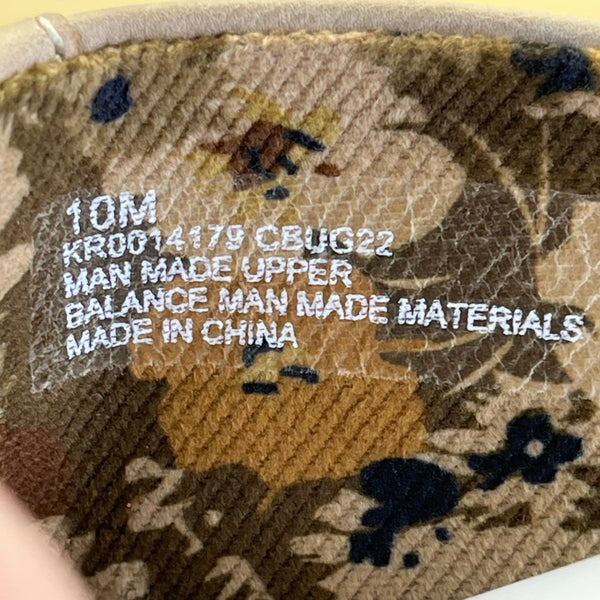 10M
KR0014179 CBUG22
MAN MADE UPPER
BALANCE MAN MADE MATERIALS
MADE IN CHINA